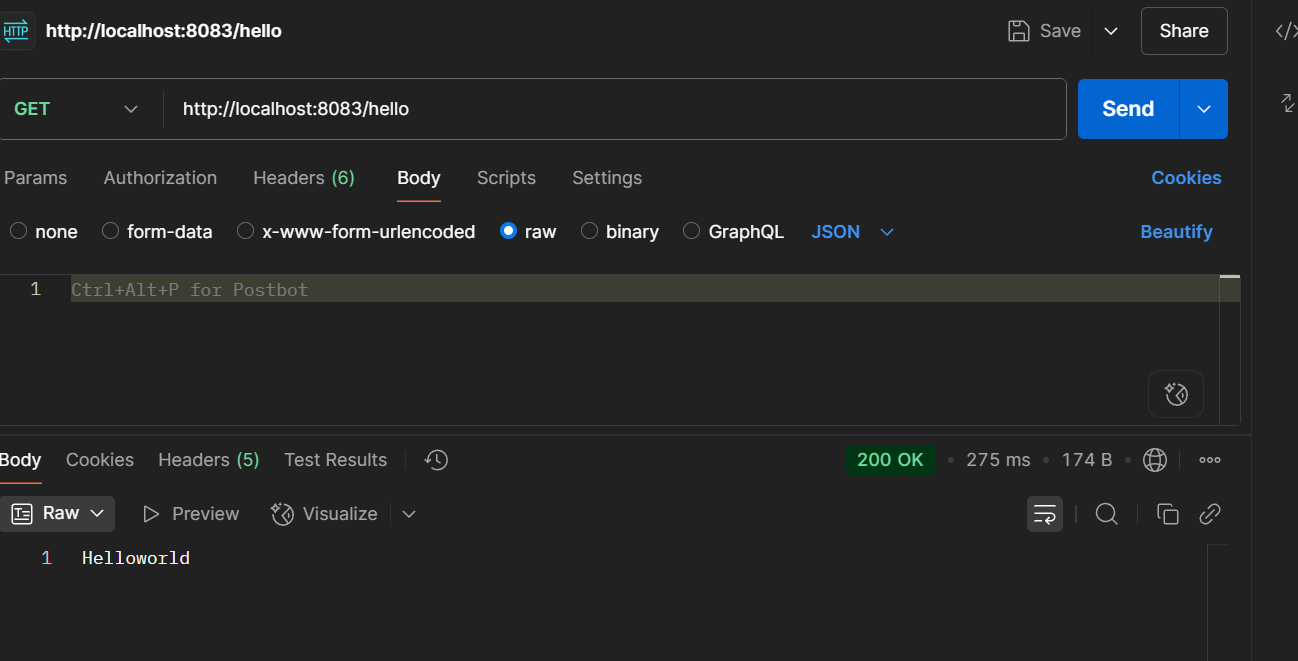 HTTP http://localhost:8083/hello Save Share
GET http://localhost:8083/hello Send
Params Authorization Headers (6) Body Scripts Settings Cookies
none form-data x-www-form-urlencoded raw binary GraphQL JSON Beautify
1 Ctrl+Alt+P for Postbot
Body Cookies Headers (5) Test Results 200 OK • 275 ms • 174 B
Raw Preview Visualize
1 Helloworld